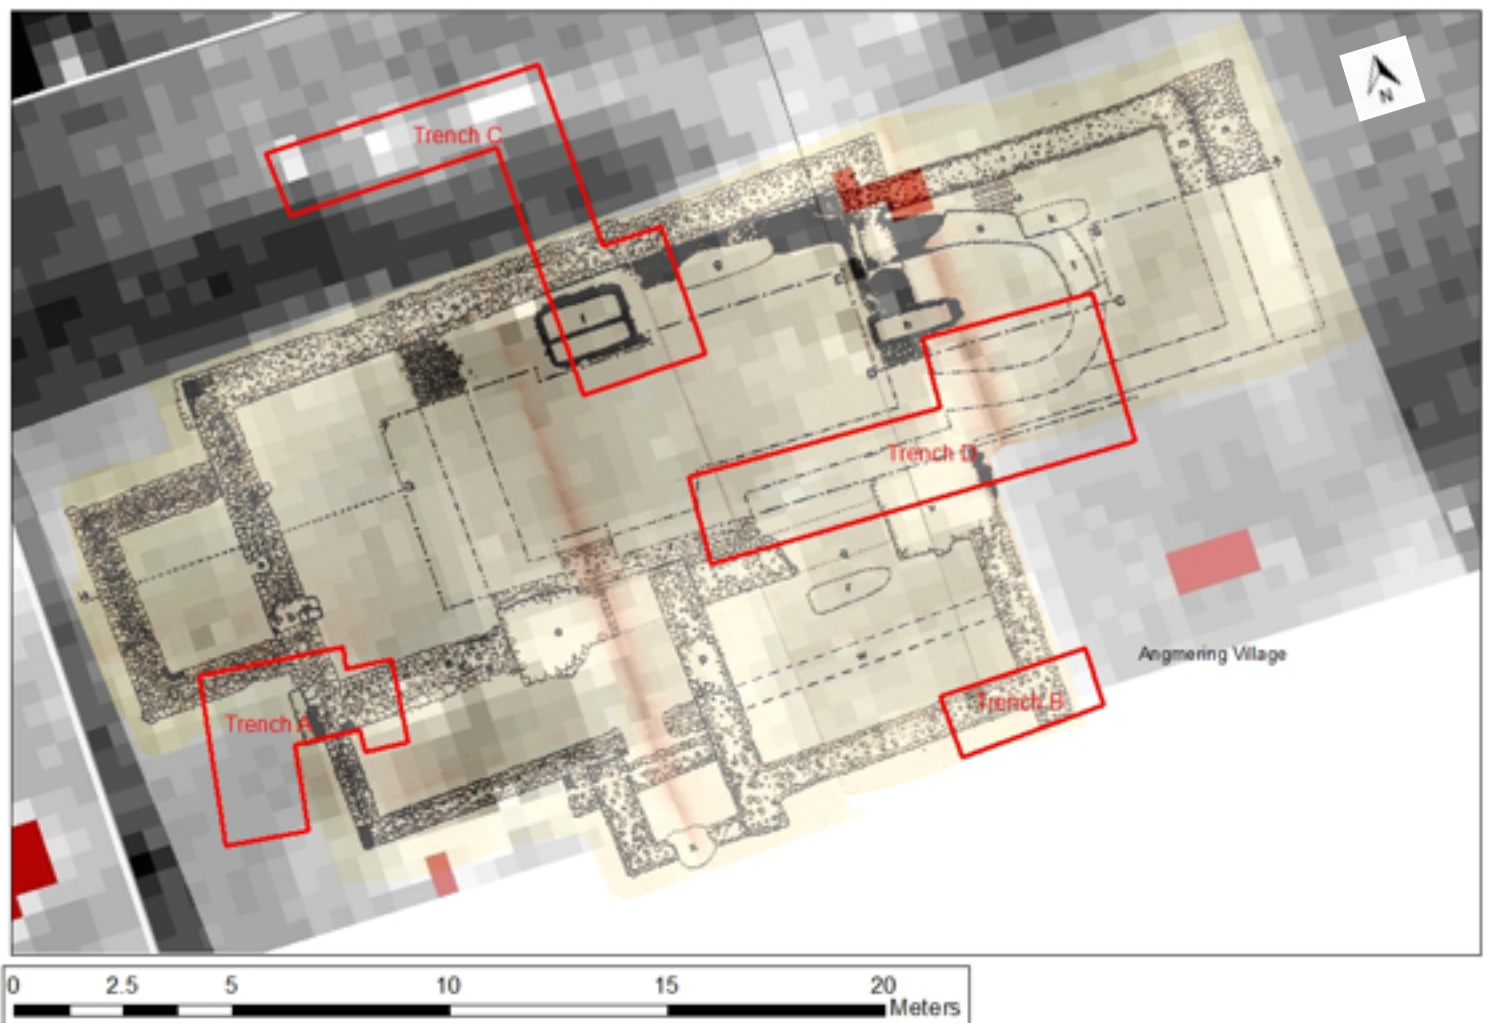 Trench C
N
Trench D
Angmering Village
Trench B
Trench A
0 2.5 5 10 15 20
Meters